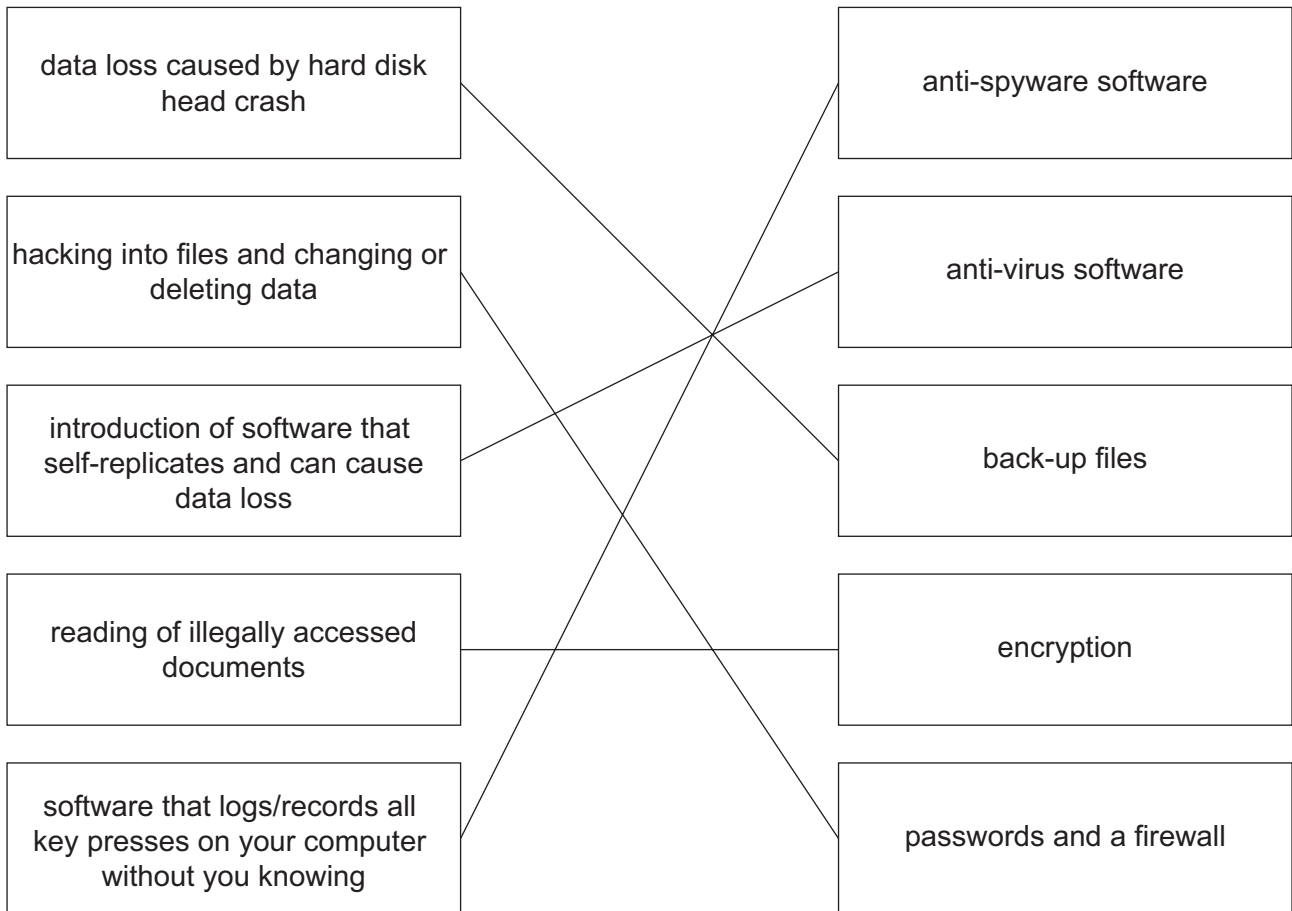 data loss caused by hard disk
head crash
anti-spyware software
hacking into files and changing or
deleting data
anti-virus software
introduction of software that
self-replicates and can cause
data loss
back-up files
reading of illegally accessed
documents
encryption
software that logs/records all
key presses on your computer
without you knowing
passwords and a firewall